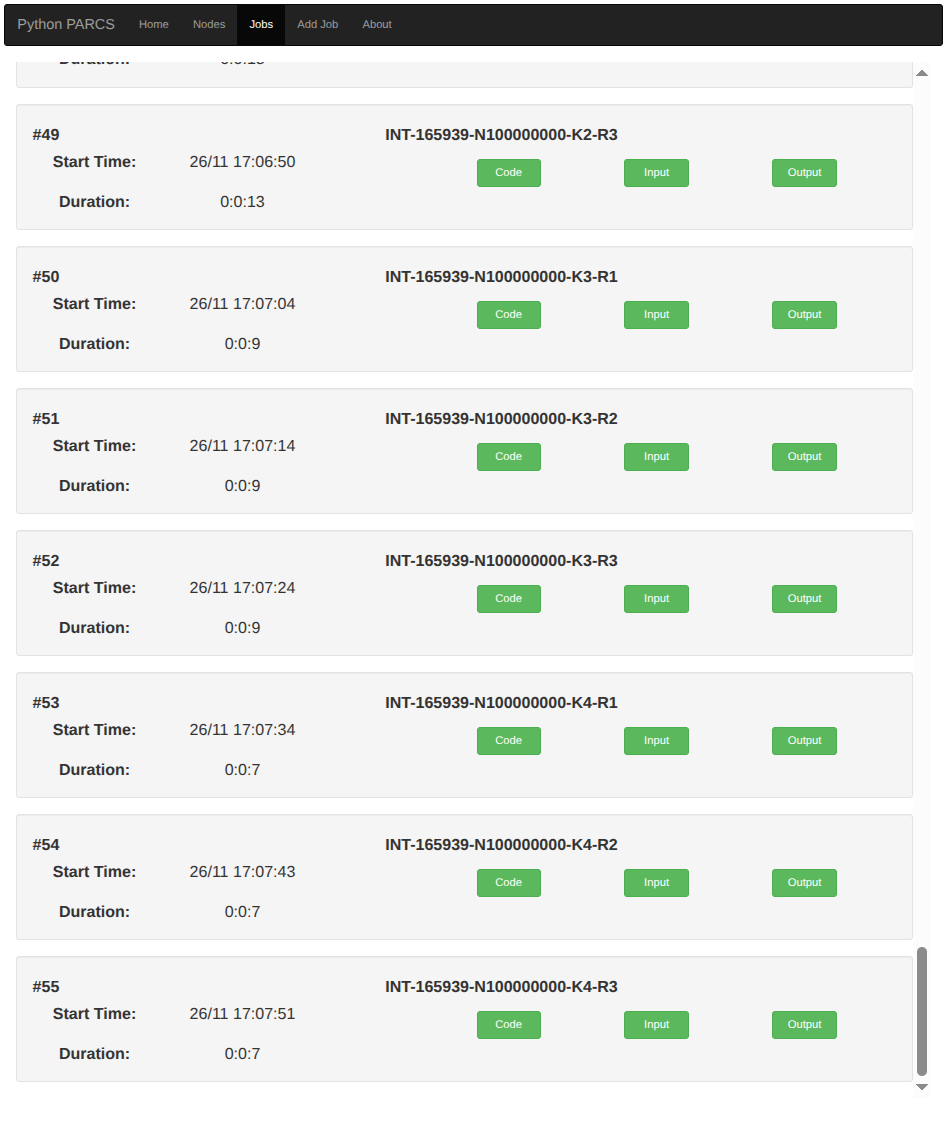 Python PARCS Home Nodes Jobs Add Job About
Duration:
#49 INT-165939-N100000000-K2-R3
Start Time: 26/11 17:06:50 Code Input Output
Duration: 0:0:13
#50 INT-165939-N100000000-K3-R1
Start Time: 26/11 17:07:04 Code Input Output
Duration: 0:0:9
#51 INT-165939-N100000000-K3-R2
Start Time: 26/11 17:07:14 Code Input Output
Duration: 0:0:9
#52 INT-165939-N100000000-K3-R3
Start Time: 26/11 17:07:24 Code Input Output
Duration: 0:0:9
#53 INT-165939-N100000000-K4-R1
Start Time: 26/11 17:07:34 Code Input Output
Duration: 0:0:7
#54 INT-165939-N100000000-K4-R2
Start Time: 26/11 17:07:43 Code Input Output
Duration: 0:0:7
#55 INT-165939-N100000000-K4-R3
Start Time: 26/11 17:07:51 Code Input Output
Duration: 0:0:7